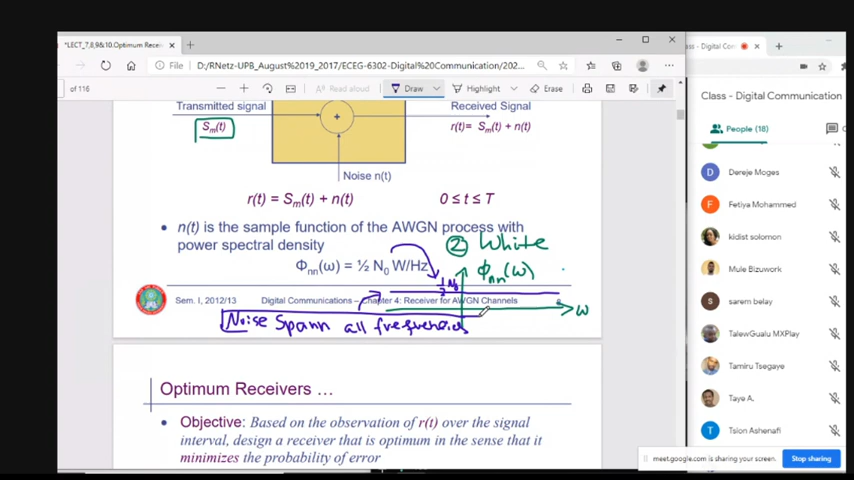 *LECT_7,8,9&10.Optimum Recei
File
D:/RNetz-UPB_August%2019_2017/ECEG-6302-Digital%20Communication/202...
of 116
Read aloud
Draw
Highlight
Erase
Transmitted signal
Received Signal
Sm(t)
+
r(t)= Sm(t) + n(t)
Noise n(t)
r(t) = Sm(t) + n(t)
0 ≤ t ≤ T
• n(t) is the sample function of the AWGN process with
power spectral density
② White
Φnn(ω) = ½ N0 W/Hz
Φnn(ω)
½ N0
Sem. I, 2012/13
Digital Communications – Chapter 4: Receiver for AWGN Channels
ω
Noise Spann all frequencies
Optimum Receivers …
• Objective: Based on the observation of r(t) over the signal
interval, design a receiver that is optimum in the sense that it
minimizes the probability of error
ass - Digital Com
Class - Digital Communication
People (18)
D Dereje Moges
F Fetiya Mohammed
kidist solomon
Mule Bizuwork
sarem belay
TalewGualu MXPlay
Tamiru Tsegaye
Taye A.
T Tsion Ashenafi
meet.google.com is sharing your screen.
Stop sharing